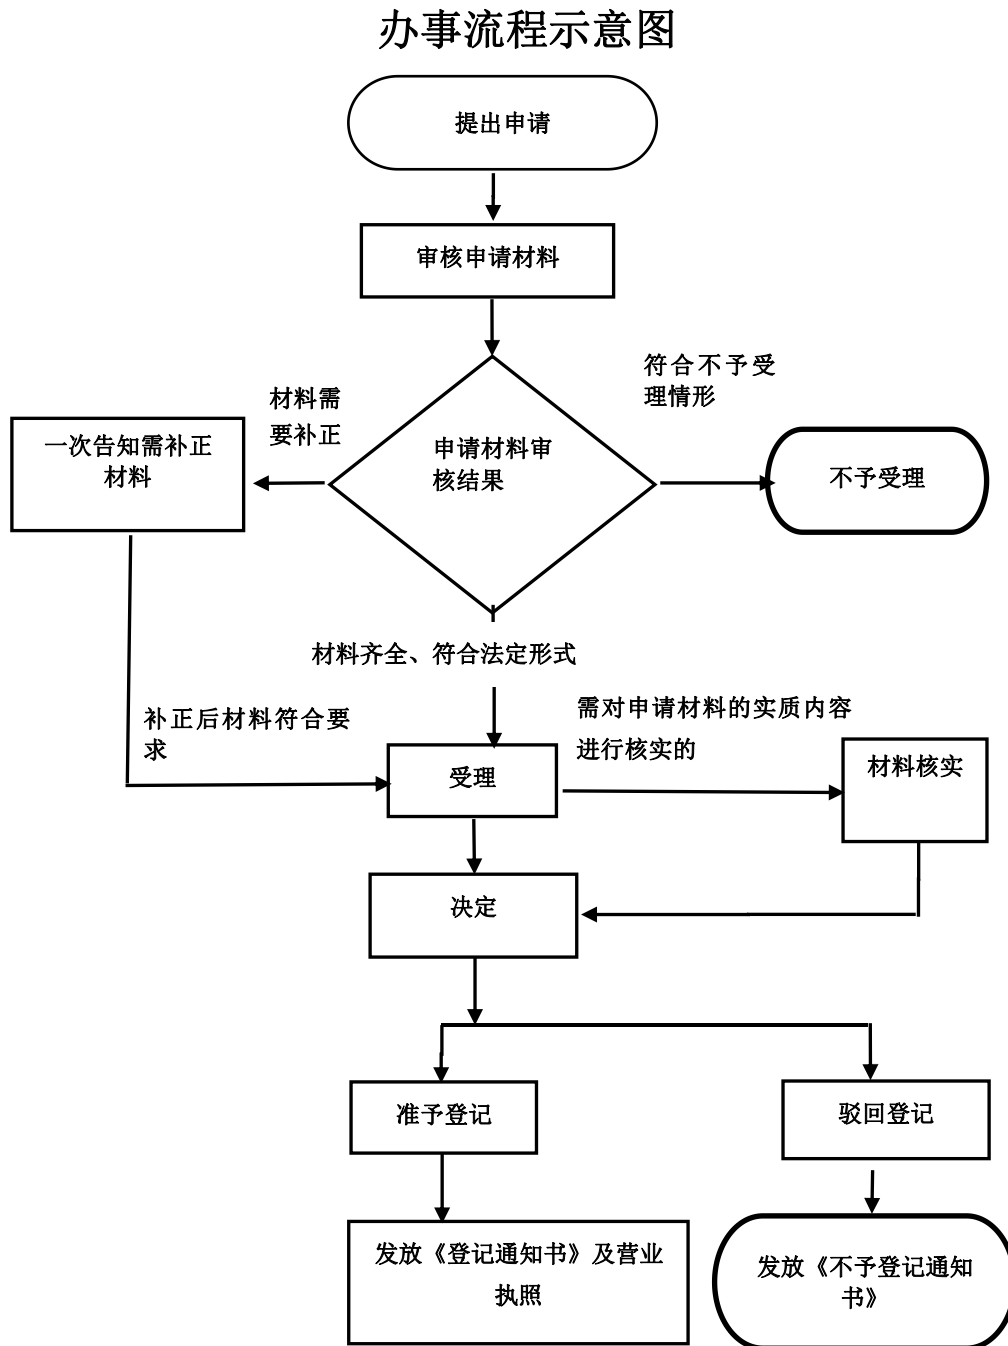 办事流程示意图
提出申请
审核申请材料
符合不予受
理情形
材料需
要补正
一次告知需补正
材料
申请材料审
核结果
不予受理
材料齐全、符合法定形式
补正后材料符合要
求
需对申请材料的实质内容
进行核实的
受理
材料核实
决定
准予登记
驳回登记
发放《登记通知书》及营业
执照
发放《不予登记通知
书》